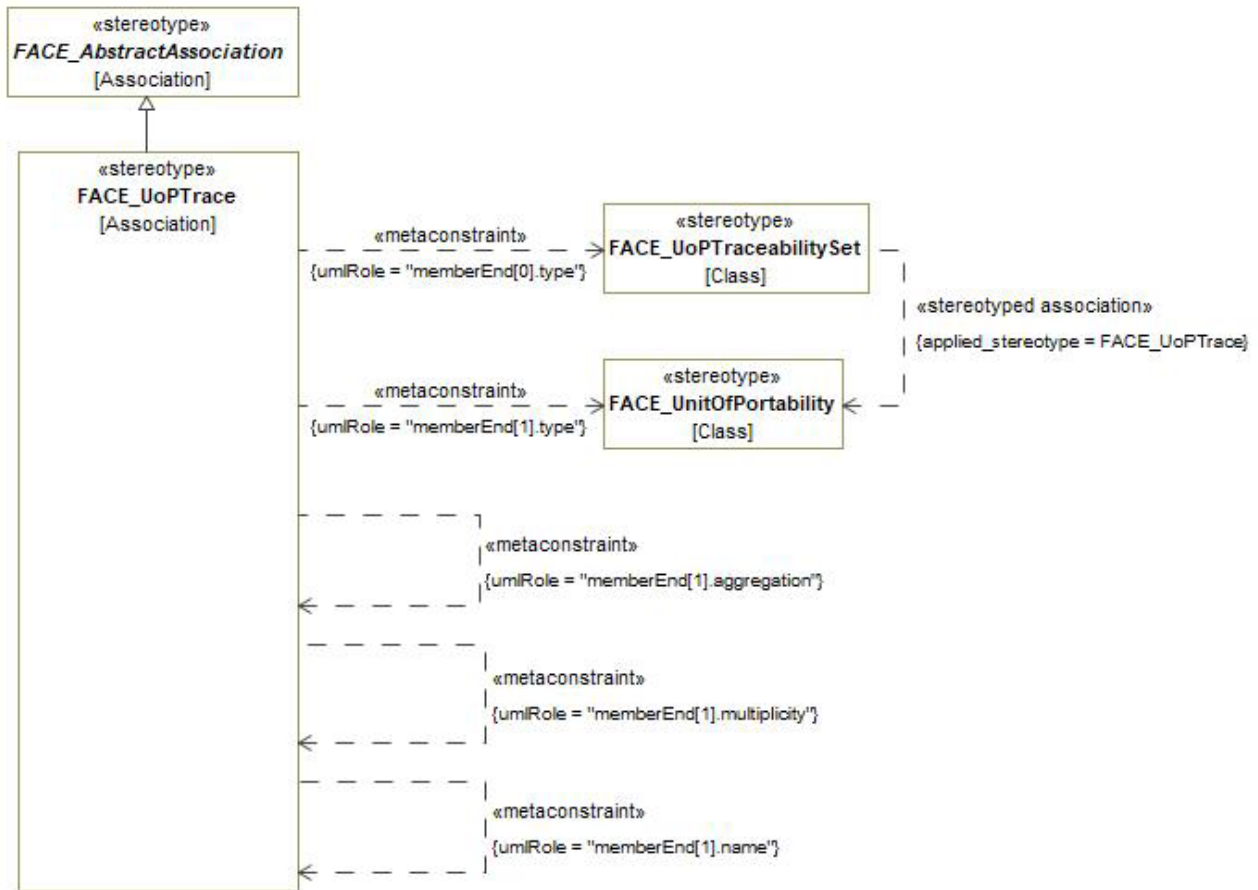 «stereotype»
FACE_AbstractAssociation
[Association]
«stereotype»
FACE_UoPTrace
[Association]
«metaconstraint»
{umlRole = "memberEnd[0].type"}
«stereotype»
FACE_UoPTraceabilitySet
[Class]
«stereotyped association»
{applied_stereotype = FACE_UoPTrace}
«metaconstraint»
{umlRole = "memberEnd[1].type"}
«stereotype»
FACE_UnitOfPortability
[Class]
«metaconstraint»
{umlRole = "memberEnd[1].aggregation"}
«metaconstraint»
{umlRole = "memberEnd[1].multiplicity"}
«metaconstraint»
{umlRole = "memberEnd[1].name"}